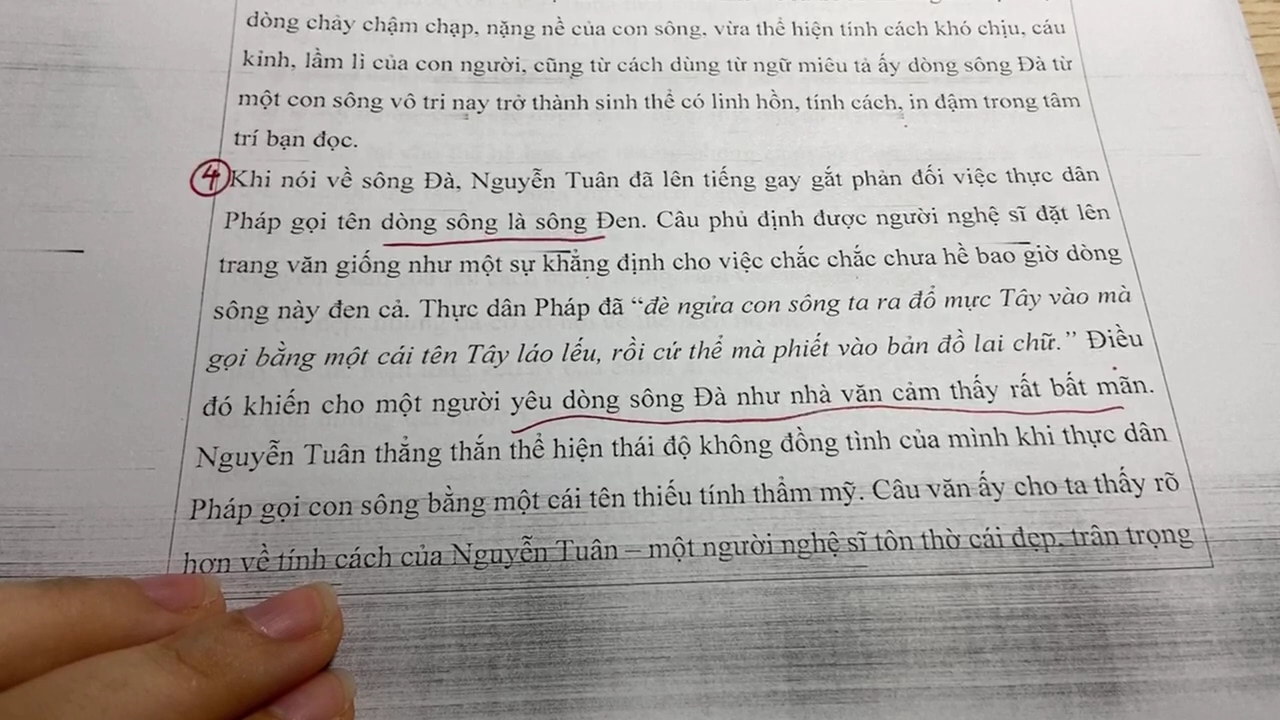 dòng chảy chậm chạp, nặng nề của con sông, vừa thể hiện tính cách khó chịu, cáu
kỉnh, lầm lì của con người, cũng từ cách dùng từ ngữ miêu tả ấy dòng sông Đà từ
một con sông vô tri nay trở thành sinh thể có linh hồn, tính cách, in đậm trong tâm
trí bạn đọc.
④ Khi nói về sông Đà, Nguyễn Tuân đã lên tiếng gay gắt phản đối việc thực dân
Pháp gọi tên dòng sông là sông Đen. Câu phủ định được người nghệ sĩ đặt lên
trang văn giống như một sự khẳng định cho việc chắc chắc chưa hề bao giờ dòng
sông này đen cả. Thực dân Pháp đã “đè ngửa con sông ta ra đổ mực Tây vào mà
gọi bằng một cái tên Tây láo lếu, rồi cứ thế mà phiết vào bản đồ lai chữ.” Điều
đó khiến cho một người yêu dòng sông Đà như nhà văn cảm thấy rất bất mãn.
Nguyễn Tuân thẳng thắn thể hiện thái độ không đồng tình của mình khi thực dân
Pháp gọi con sông bằng một cái tên thiếu tính thẩm mỹ. Câu văn ấy cho ta thấy rõ
hơn về tính cách của Nguyễn Tuân – một người nghệ sĩ tôn thờ cái đẹp, trân trọng